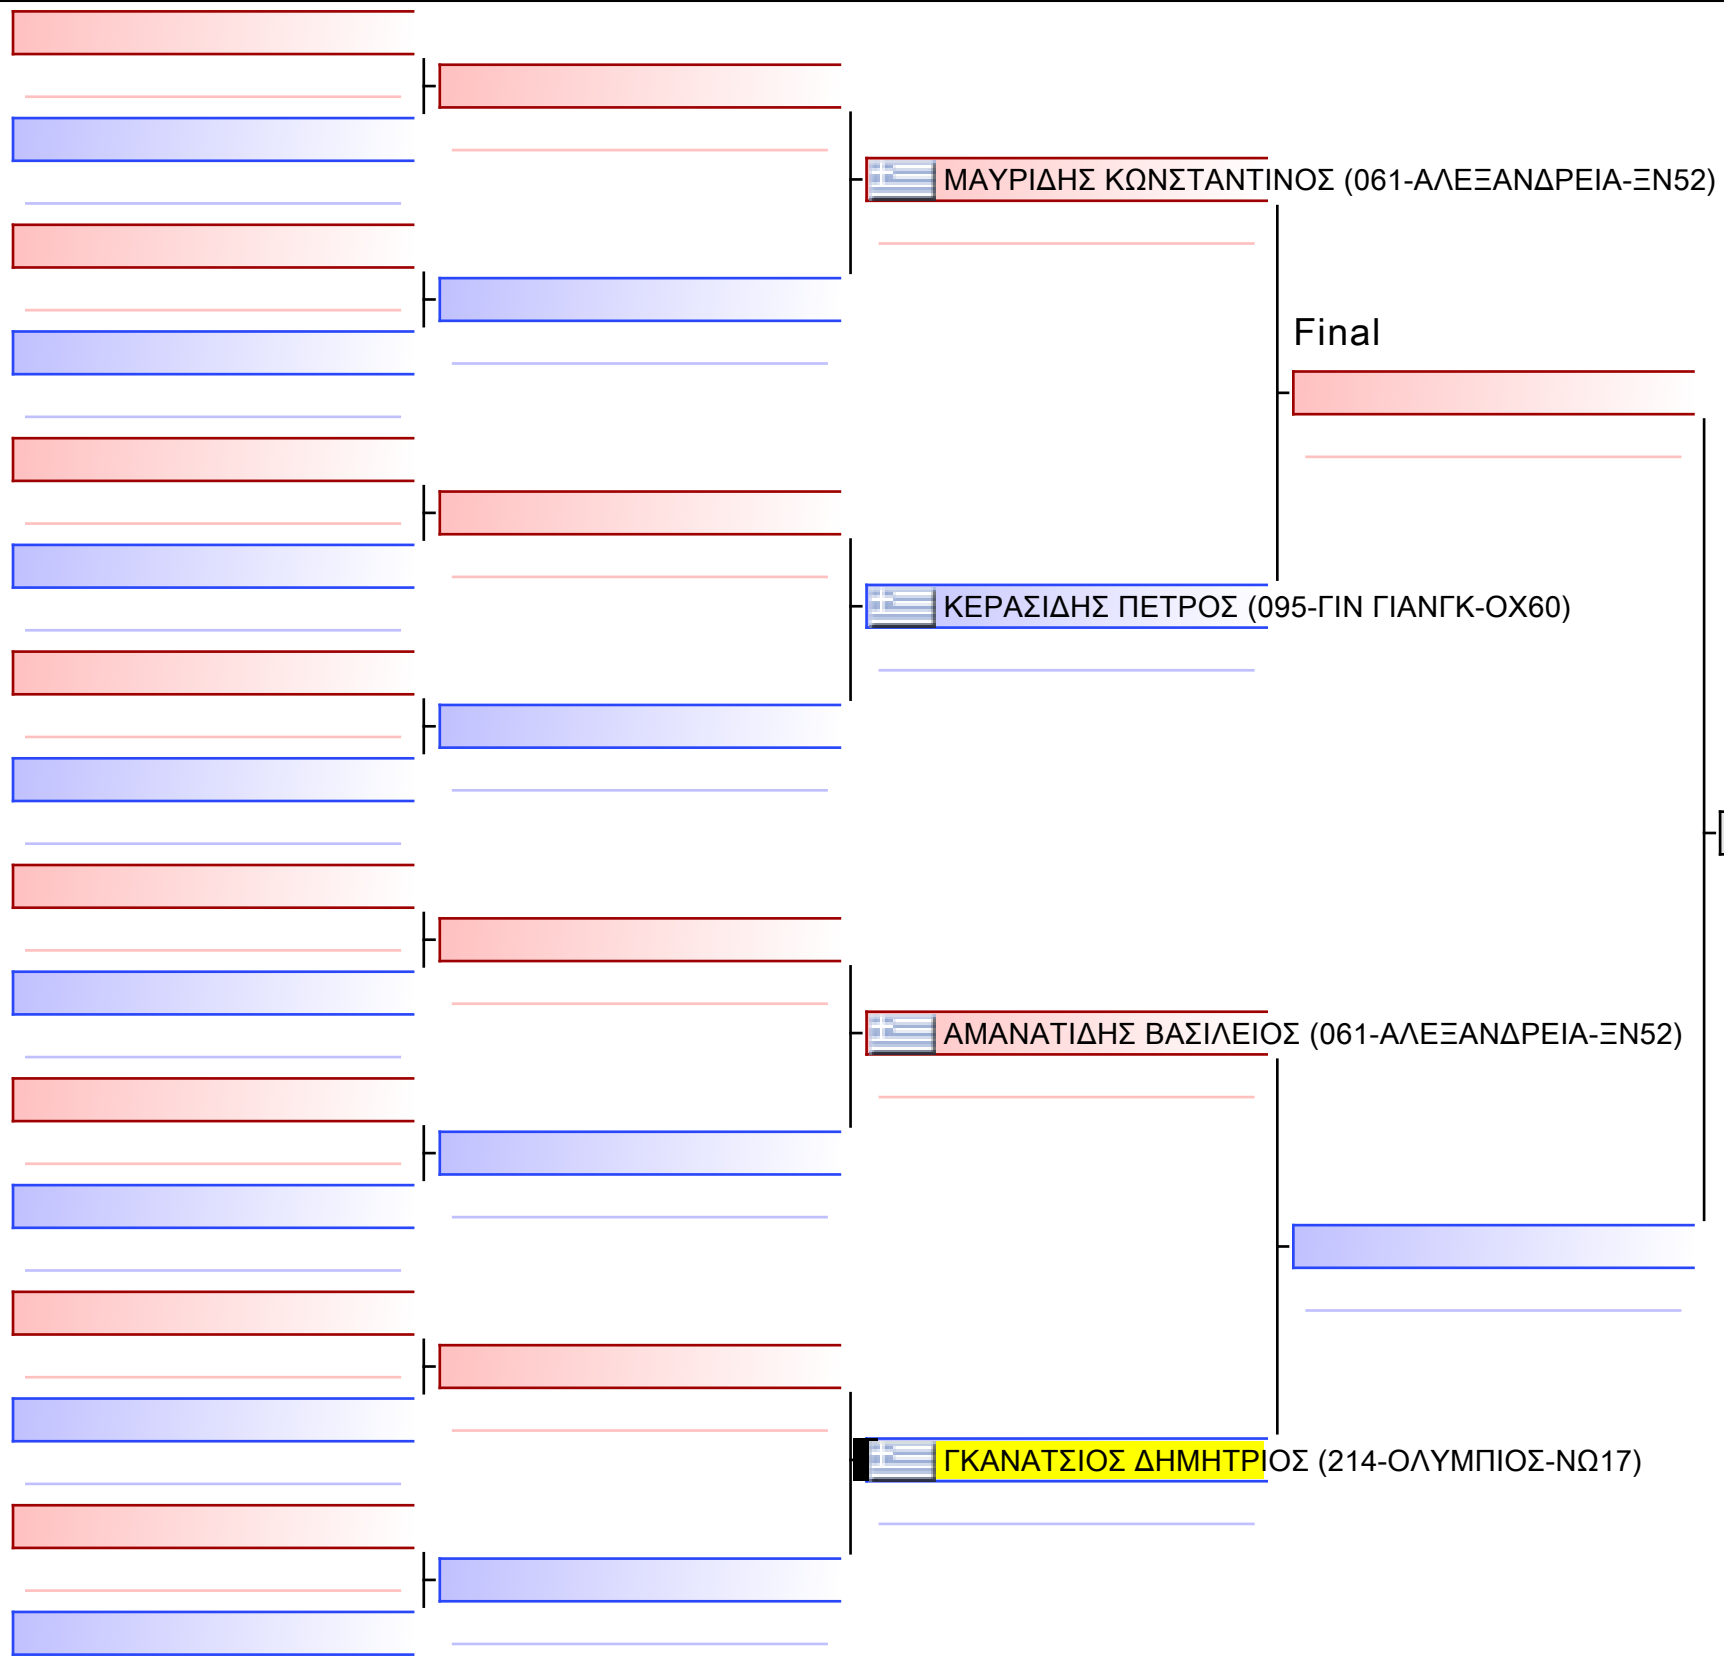 ΜΑΥΡΙΔΗΣ ΚΩΝΣΤΑΝΤΙΝΟΣ (061-ΑΛΕΞΑΝΔΡΕΙΑ-ΞΝ52)
Final
ΚΕΡΑΣΙΔΗΣ ΠΕΤΡΟΣ (095-ΓΙΝ ΓΙΑΝΓΚ-ΟΧ60)
ΑΜΑΝΑΤΙΔΗΣ ΒΑΣΙΛΕΙΟΣ (061-ΑΛΕΞΑΝΔΡΕΙΑ-ΞΝ52)
ΓΚΑΝΑΤΣΙΟΣ ΔΗΜΗΤΡΙΟΣ (214-ΟΛΥΜΠΙΟΣ-ΝΩ17)